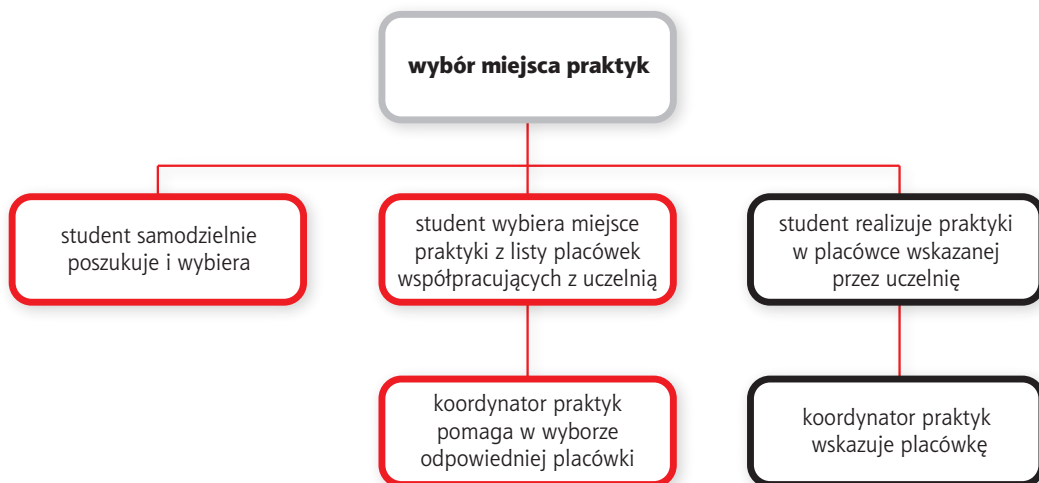 wybór miejsca praktyk
student samodzielnie
poszukuje i wybiera
student wybiera miejsce
praktyki z listy placówek
współpracujących z uczelnią
student realizuje praktyki
w placówce wskazanej
przez uczelnię
koordynator praktyk
pomaga w wyborze
odpowiedniej placówki
koordynator praktyk
wskazuje placówkę